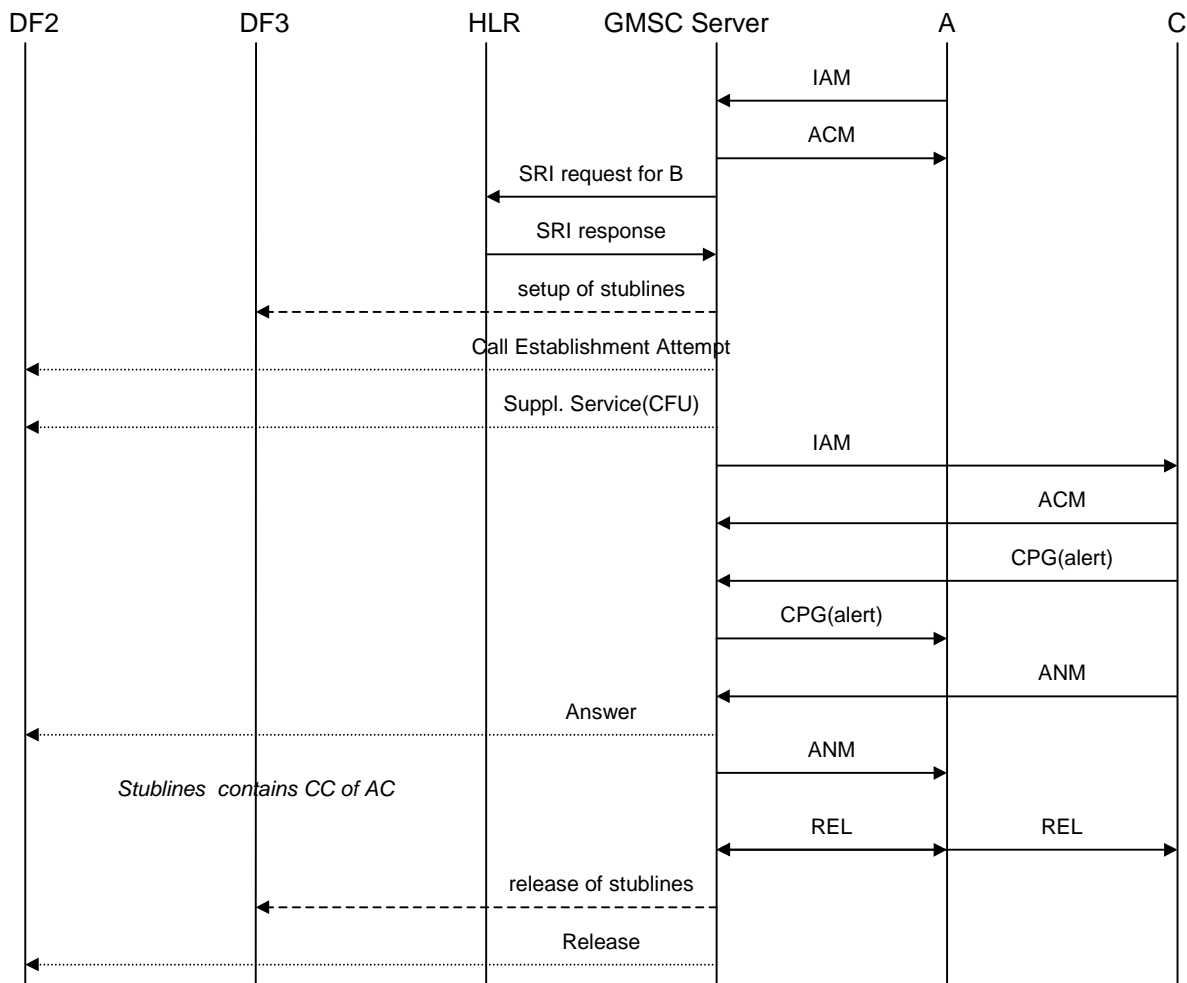 DF2 DF3 HLR GMSC Server A C
IAM
ACM
SRI request for B
SRI response
setup of stublines
Call Establishment Attempt
Suppl. Service(CFU)
IAM
ACM
CPG(alert)
CPG(alert)
ANM
Answer
ANM
Stublines contains CC of AC
REL REL
release of stublines
Release